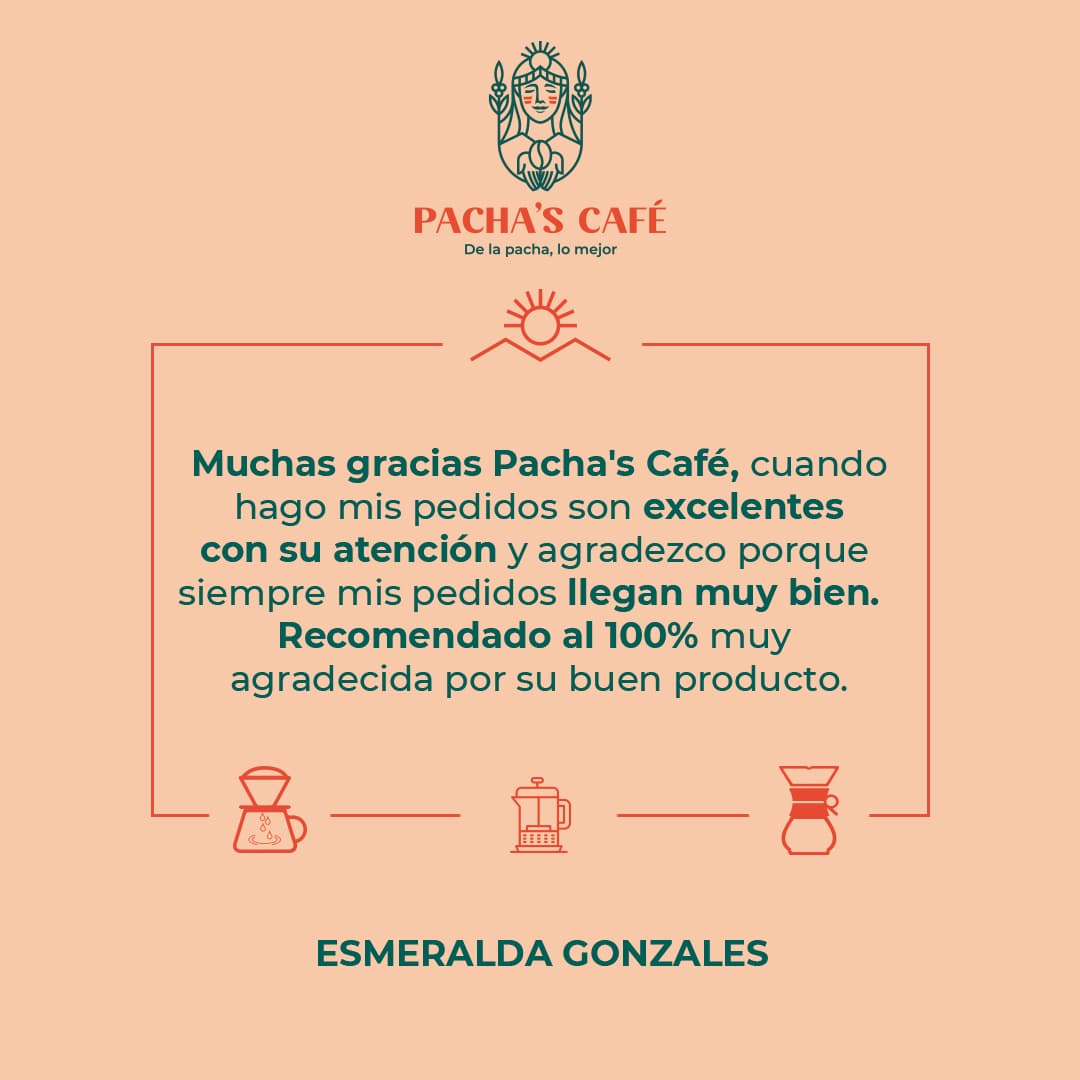 PACHA'S CAFÉ
De la pacha, lo mejor
Muchas gracias Pacha's Café, cuando
hago mis pedidos son excelentes
con su atención y agradezco porque
siempre mis pedidos llegan muy bien.
Recomendado al 100% muy
agradecida por su buen producto.
ESMERALDA GONZALES